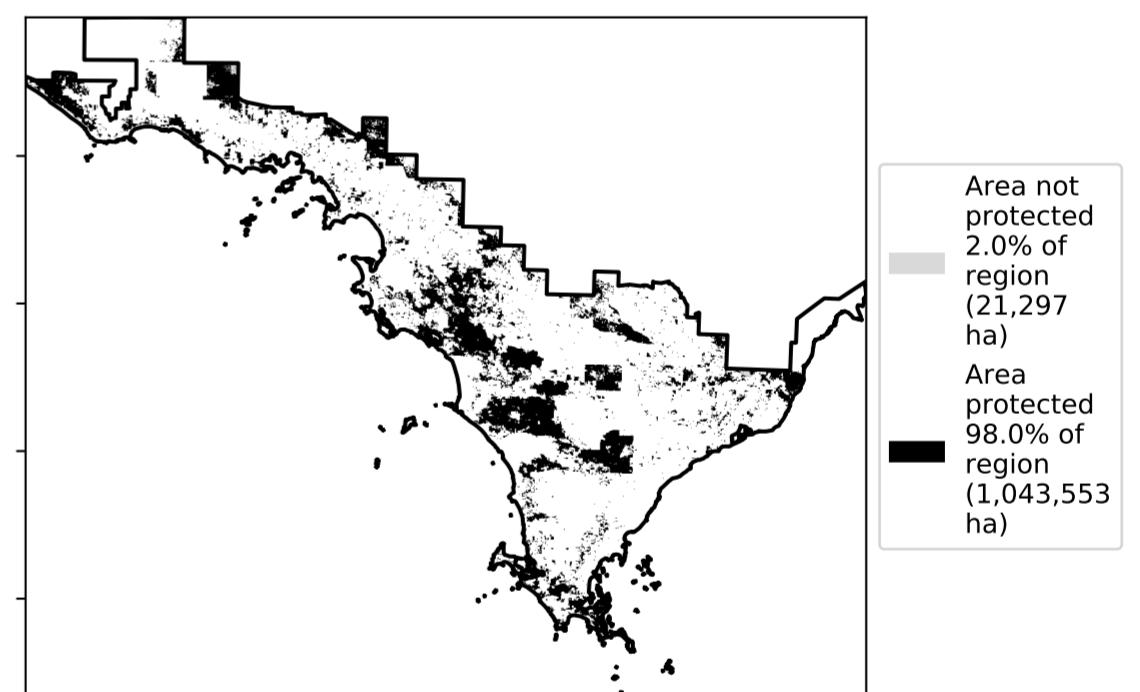 Area not
protected
2.0% of
region
(21,297
ha)
Area
protected
98.0% of
region
(1,043,553
ha)